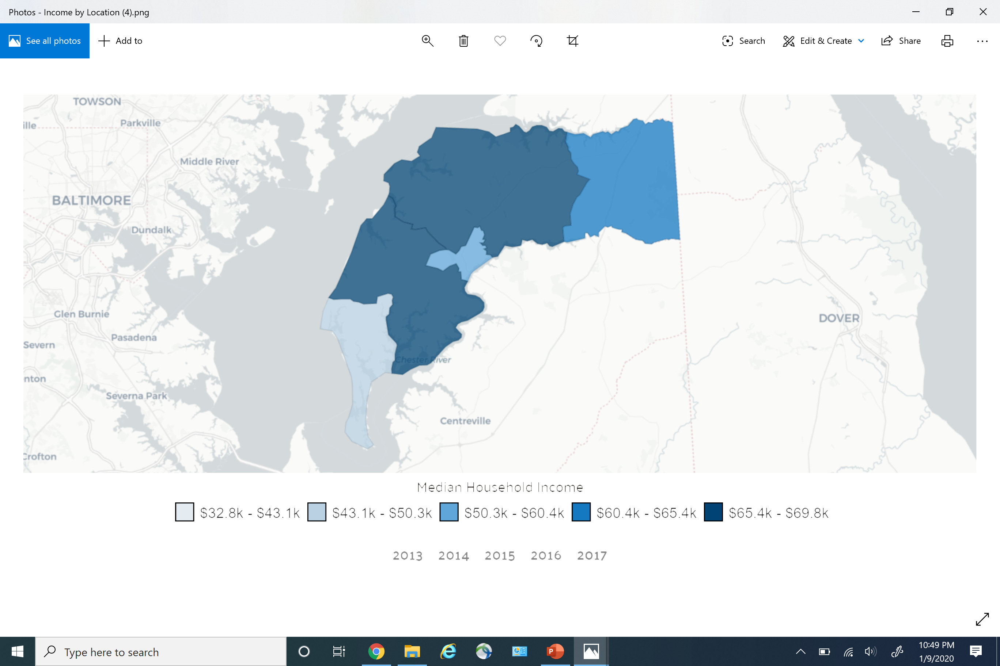 Photos - Income by Location (4).png
See all photos
Add to
Search
Edit & Create
Share
TOWSON
Parkville
ille
Middle River
BALTIMORE
Dundalk
Glen Burnie
DOVER
Pasadena
Severn
Chester River
nton
Severna Park
Centreville
Crofton
Median Household Income
$32.8k - $43.1k $43.1k - $50.3k $50.3k - $60.4k $60.4k - $65.4k $65.4k - $69.8k
2013 2014 2015 2016 2017
Type here to search
P
10:49 PM
1/9/2020